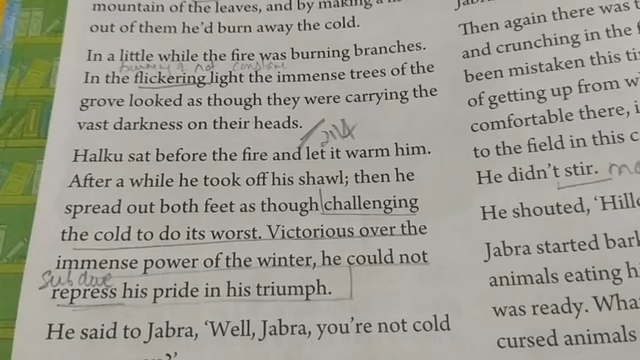 mountain of the leaves, and by making a
out of them he'd burn away the cold.
In a little while the fire was burning branches.
burning not constant
In the flickering light the immense trees of the
grove looked as though they were carrying the
vast darkness on their heads.
Halku sat before the fire and let it warm him.
After a while he took off his shawl; then he
spread out both feet as though challenging
the cold to do its worst. Victorious over the
immense power of the winter, he could not
subdue
repress his pride in his triumph.
He said to Jabra, 'Well, Jabra, you're not cold
Then again there was
and crunching in the
been mistaken this
of getting up from
comfortable there,
to the field in this
He didn't stir.
He shouted,
Jabra started
animals eating
was ready.
cursed animals